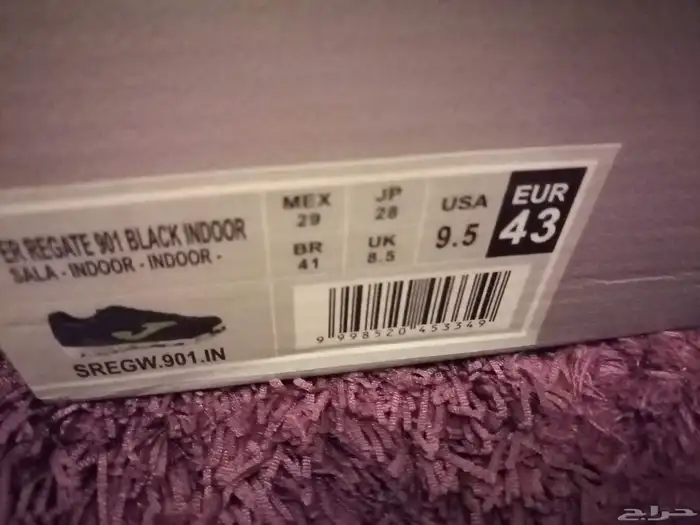 ER REGATE 901 BLACK INDOOR
SALA - INDOOR - INDOOR -
SREGW.901.IN
MEX
29
BR
41
JP
28
UK
8.5
USA
9.5
EUR
43
9 998520 453349
حراج